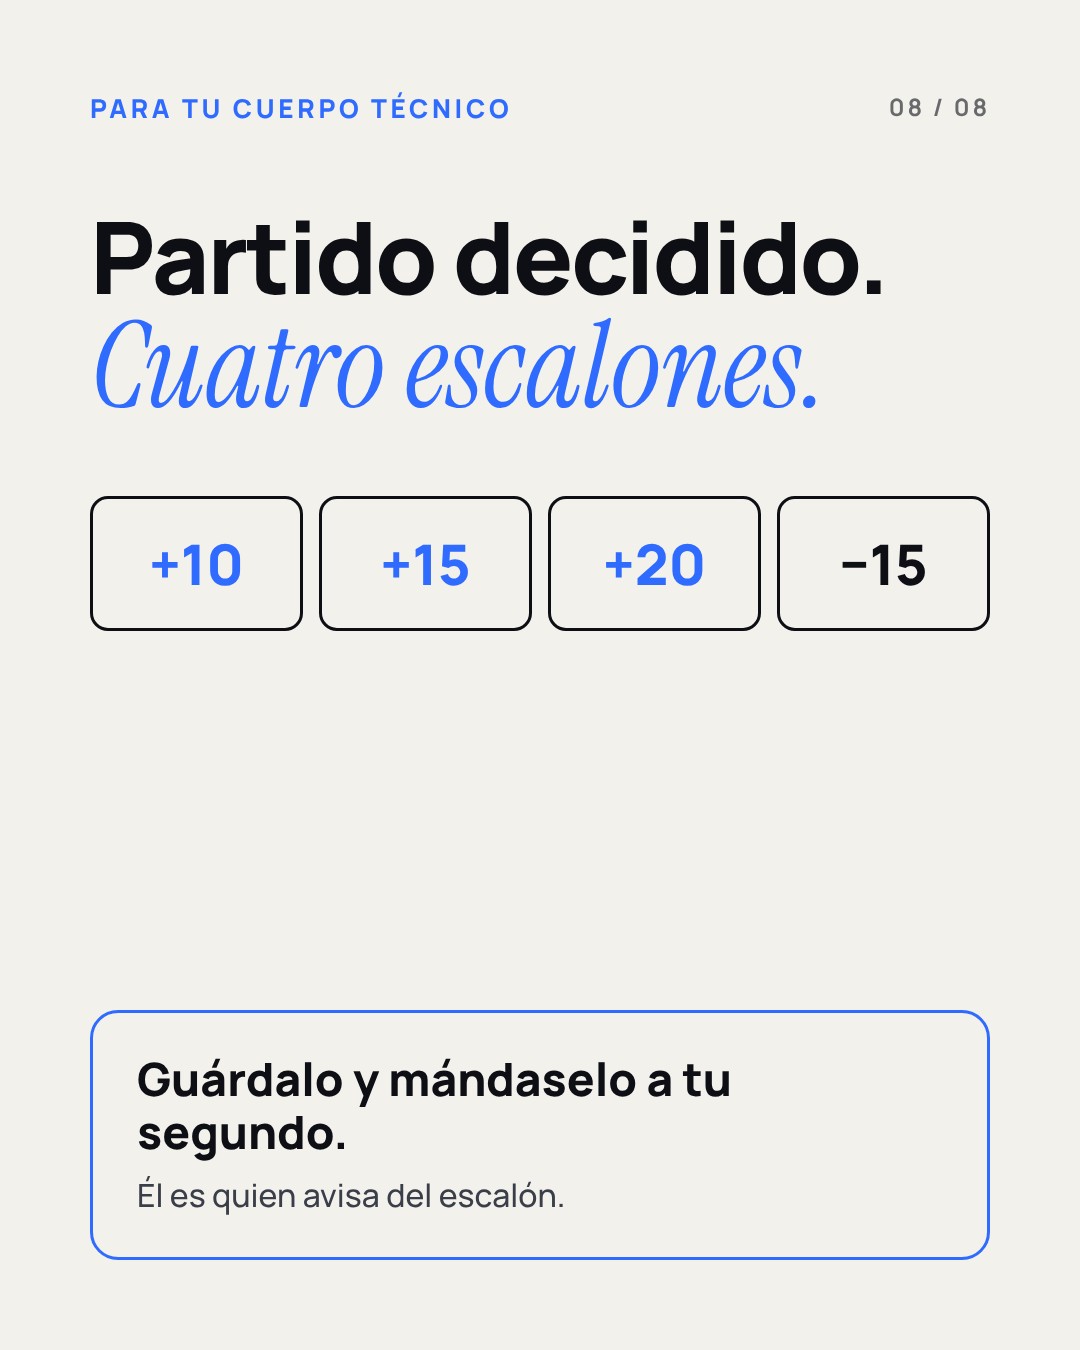 PARA TU CUERPO TÉCNICO
08 / 08
Partido decidido.
Cuatro escalones.
+10
+15
+20
−15
Guárdalo y mándaselo a tu
segundo.
Él es quien avisa del escalón.